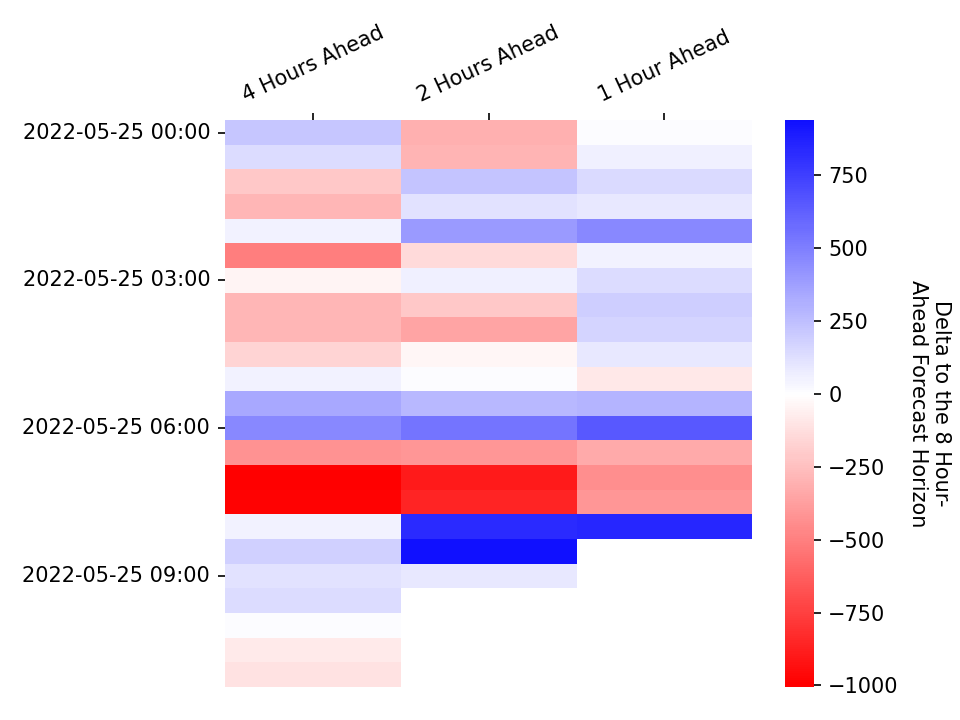 4 Hours Ahead
2 Hours Ahead
1 Hour Ahead
2022-05-25 00:00
2022-05-25 03:00
2022-05-25 06:00
2022-05-25 09:00
750
500
250
0
−250
−500
−750
−1000
Delta to the 8 Hour-
Ahead Forecast Horizon